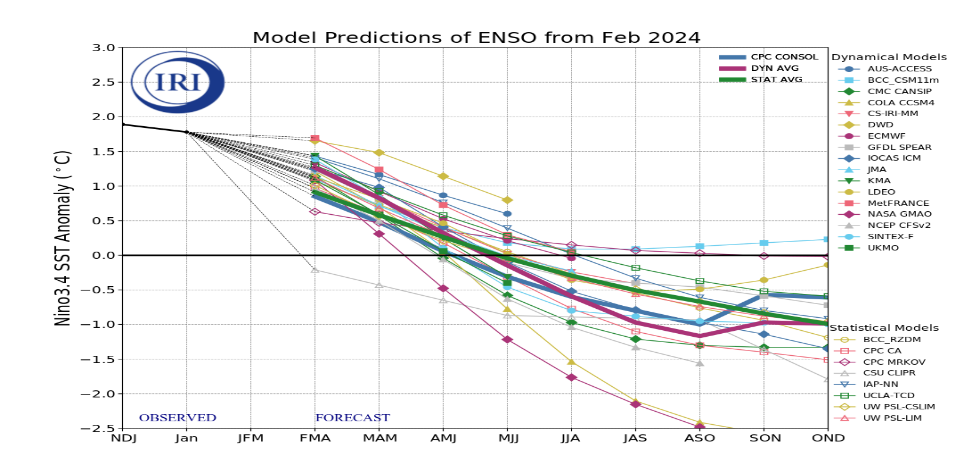 Model Predictions of ENSO from Feb 2024
Nino3.4 SST Anomaly (°C)
3.0
2.5
2.0
1.5
1.0
0.5
0.0
−0.5
−1.0
−1.5
−2.0
−2.5
IRI
CPC CONSOL
DYN AVG
STAT AVG
OBSERVED
FORECAST
NDJ
Jan
JFM
FMA
MAM
AMJ
MJJ
JJA
JAS
ASO
SON
OND
Dynamical Models
AUS-ACCESS
BCC_CSM11m
CMC CANSIP
COLA CCSM4
CS-IRI-MM
DWD
ECMWF
GFDL SPEAR
IOCAS ICM
JMA
KMA
LDEO
MetFRANCE
NASA GMAO
NCEP CFSv2
SINTEX-F
UKMO
Statistical Models
BCC_RZDM
CPC CA
CPC MRKOV
CSU CLIPR
IAP-NN
UCLA-TCD
UW PSL-CSLIM
UW PSL-LIM